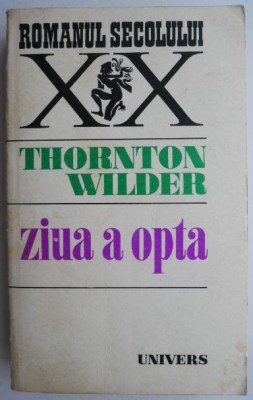 ROMANUL SECOLULUI
XX
THORNTON
WILDER
ziua a opta
UNIVERS